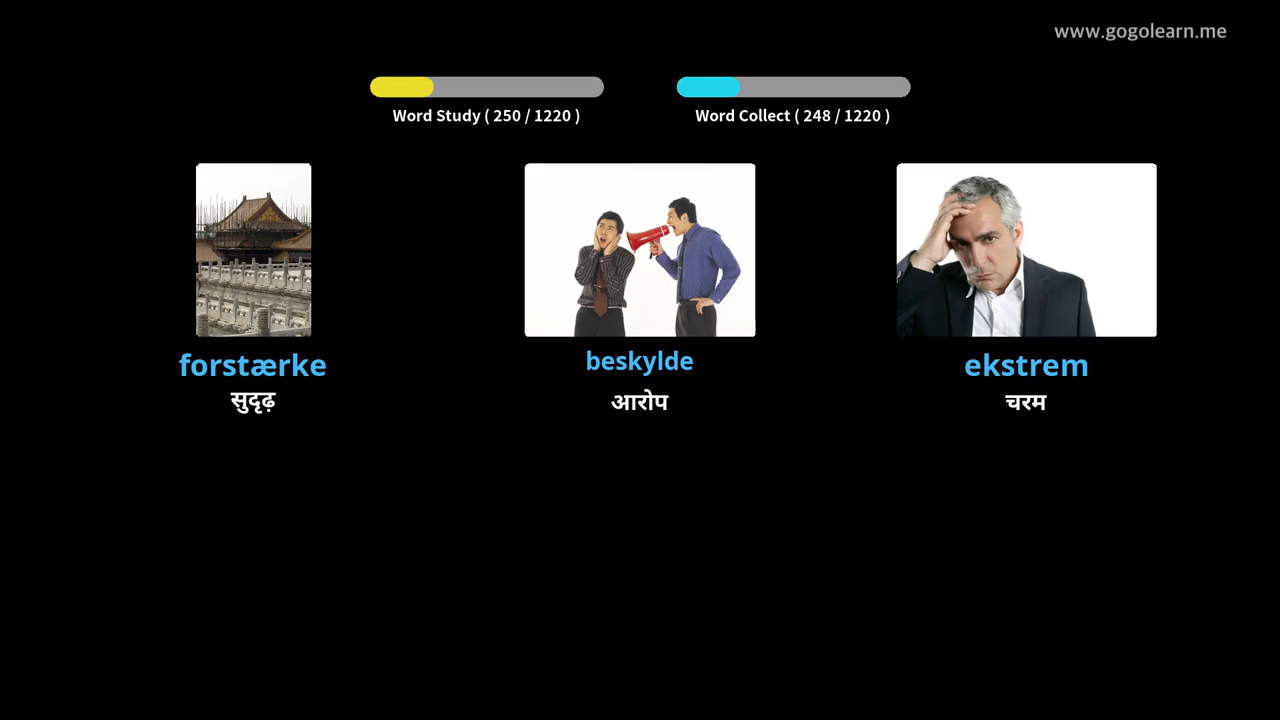 www.gogolearn.me
Word Study ( 250 / 1220 )
Word Collect ( 248 / 1220 )
forstærke
beskylde
ekstrem
सुदृढ़
आरोप
चरम